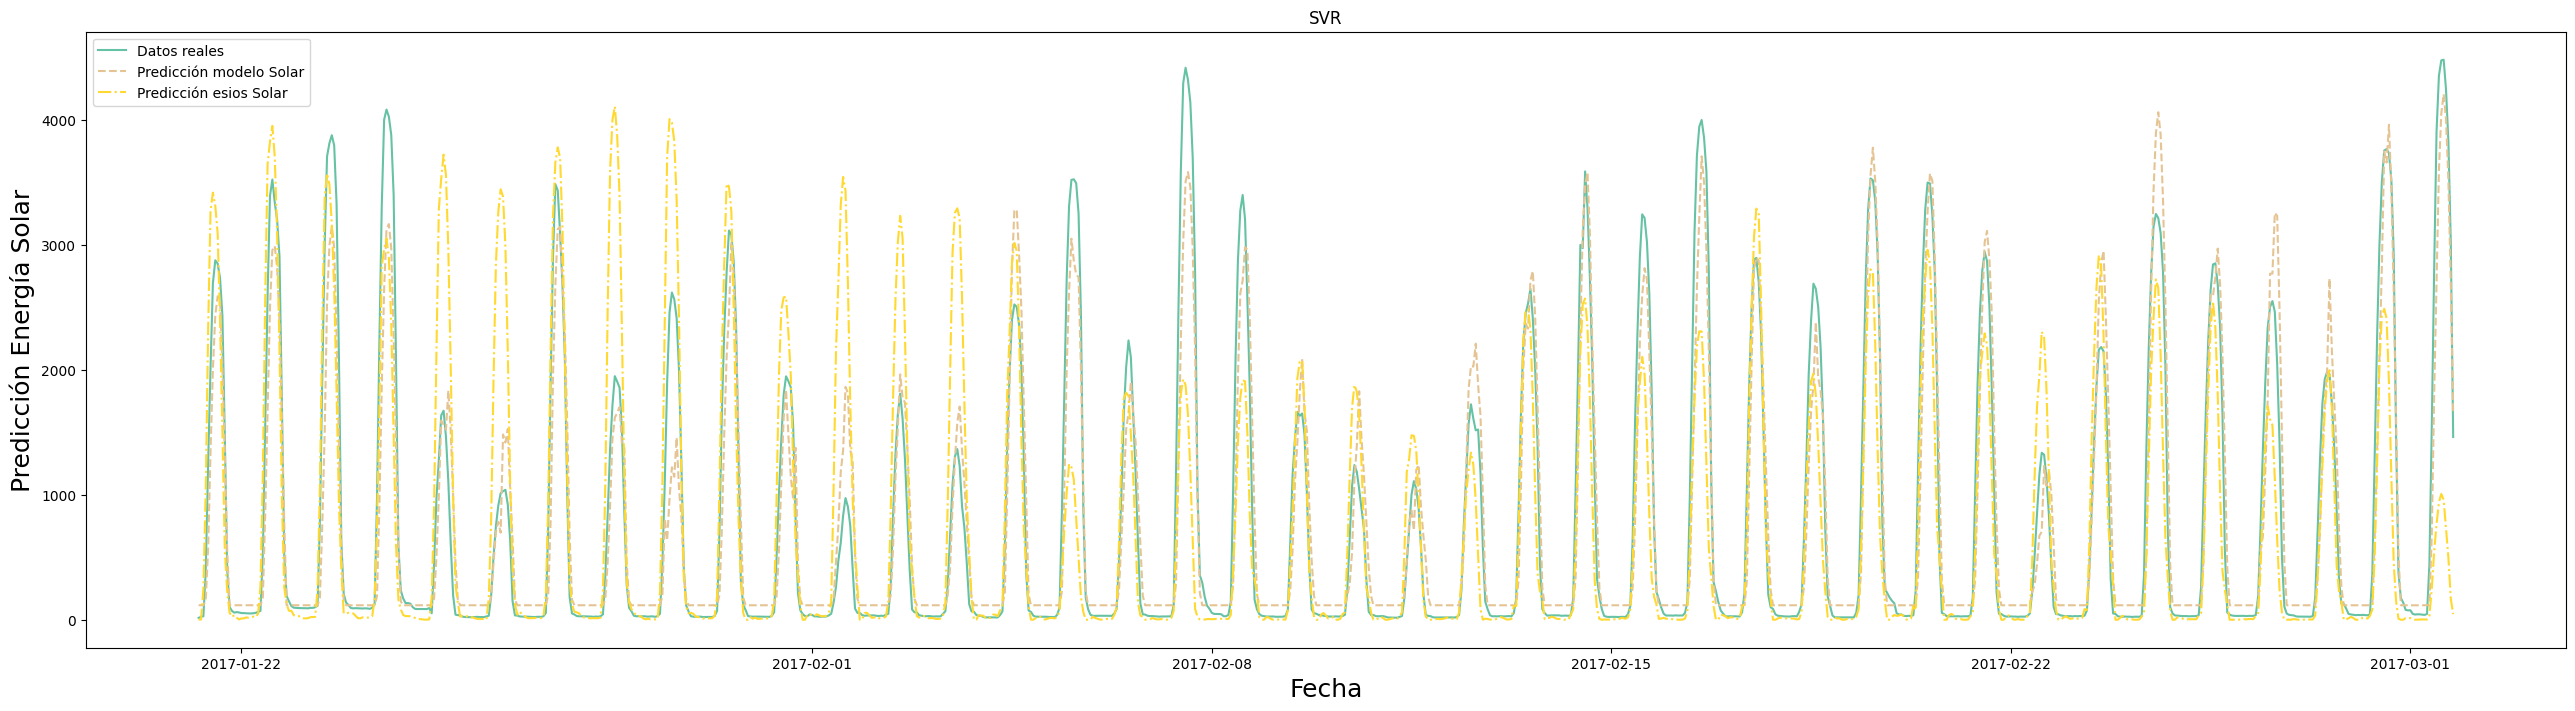 SVR
Datos reales
Predicción modelo Solar
Predicción esios Solar
Predicción Energía Solar
4000
3000
2000
1000
0
2017-01-22
2017-02-01
2017-02-08
2017-02-15
2017-02-22
2017-03-01
Fecha